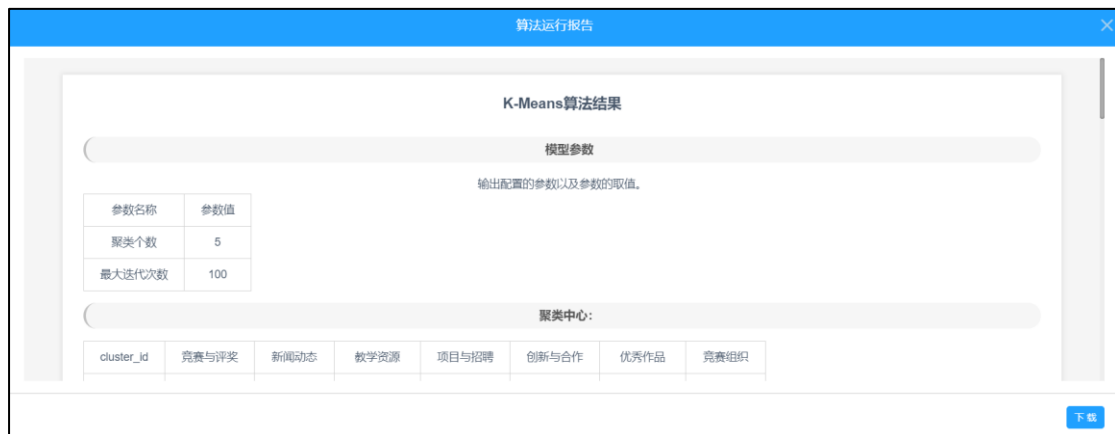 算法运行报告
K-Means算法结果
模型参数
输出配置的参数以及参数的取值。
参数名称 参数值
聚类个数 5
最大迭代次数 100
聚类中心:
cluster_id 竞赛与评奖 新闻动态 教学资源 项目与招聘 创新与合作 优秀作品 竞赛组织
下载